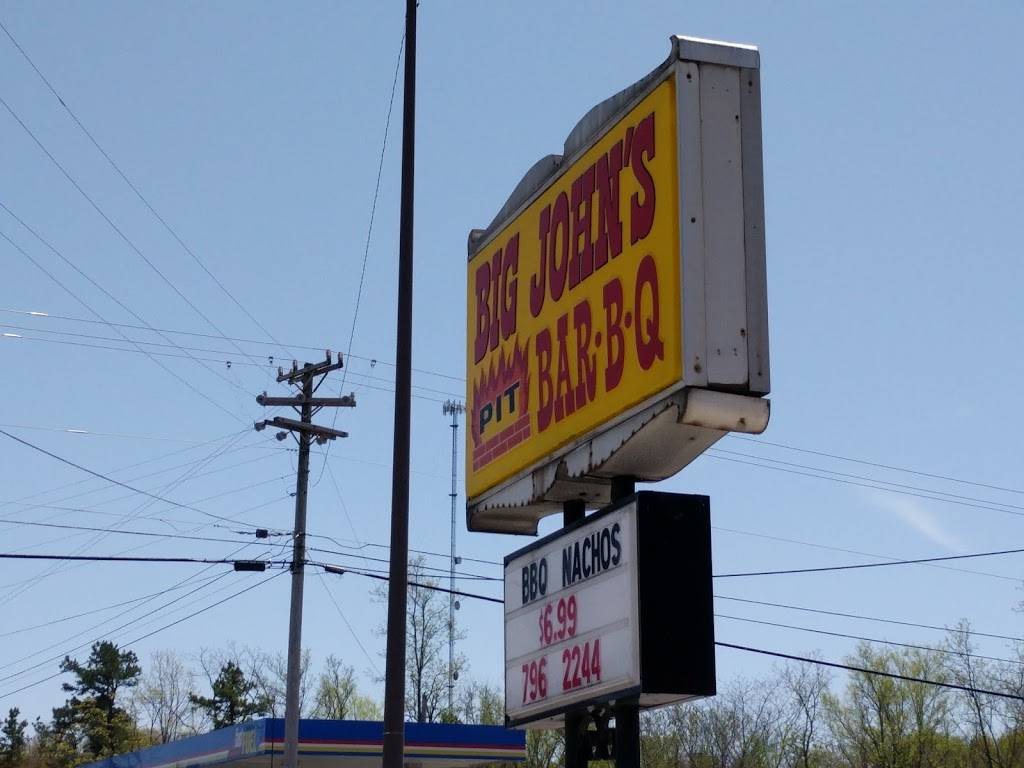 BIG JOHN'S
PIT BAR·B·Q
BBQ NACHOS
$6.99
796 2244